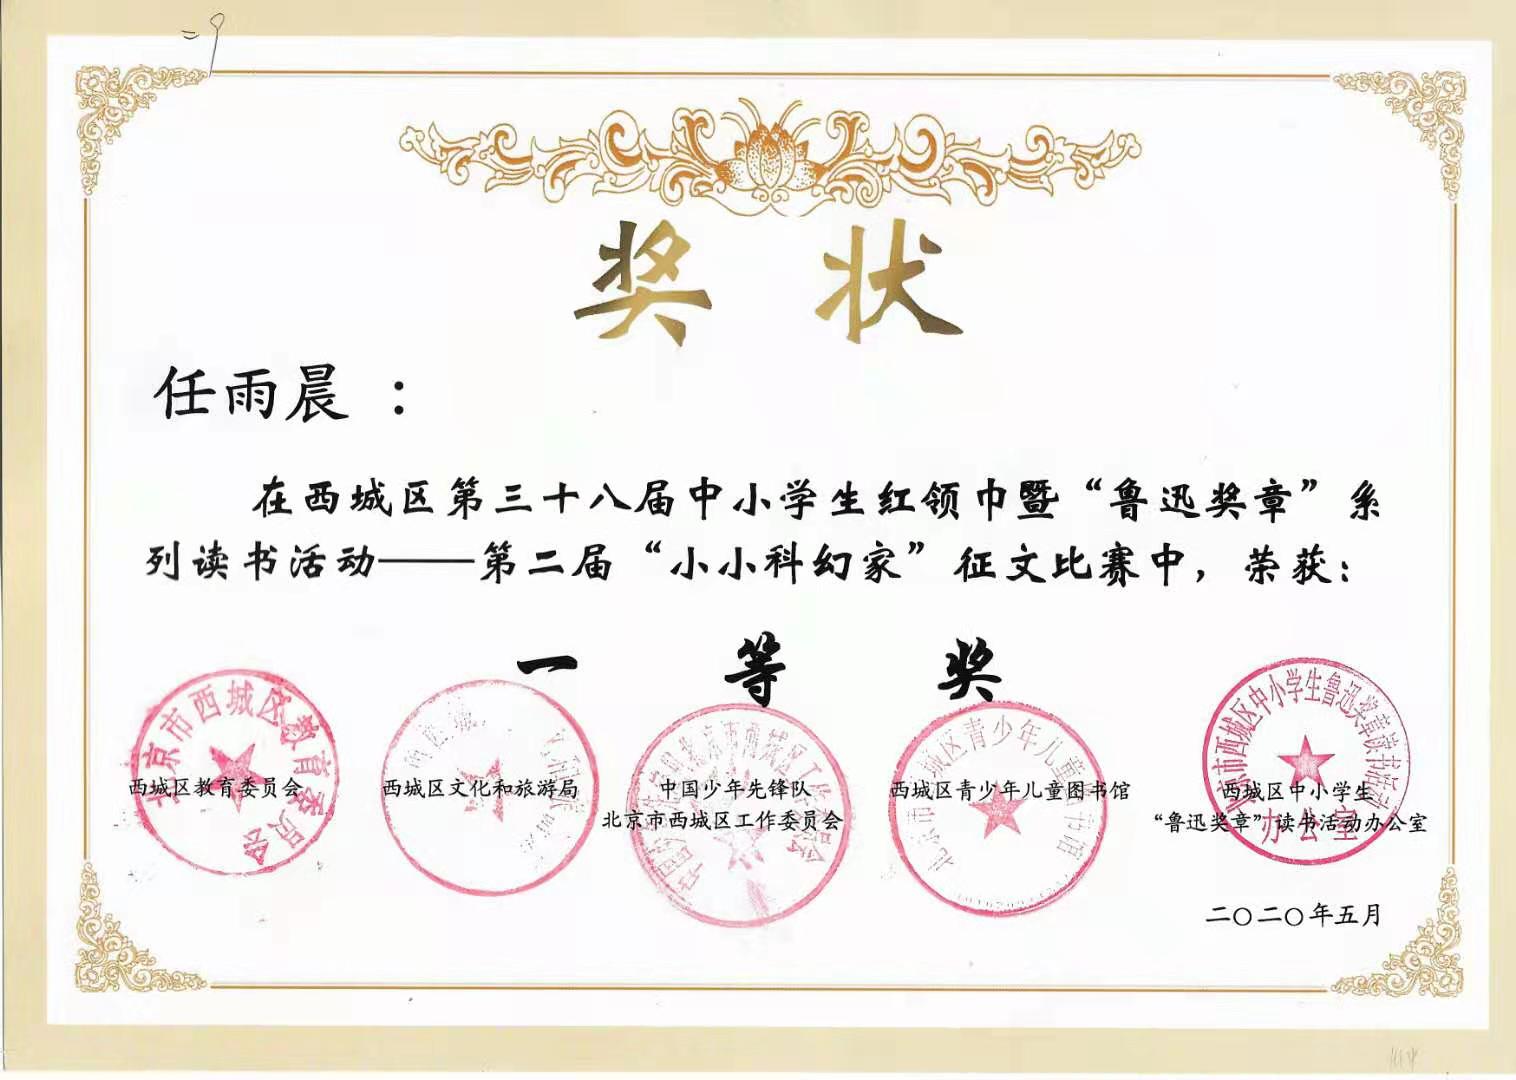 奖 状
任雨晨 ：
在西城区第三十八届中小学生红领巾暨“鲁迅奖章”系
列读书活动——第二届“小小科幻家”征文比赛中，荣获：
一 等 奖
北京市西城区教育委员会
西城区教育委员会
西城区文化和旅游局
中国少年先锋队
北京市西城区工作委员会
北京市西城区青少年儿童图书馆
西城区青少年儿童图书馆
北京市西城区中小学生鲁迅奖章读书活动
办公室
西城区中小学生
“鲁迅奖章”读书活动办公室
二〇二〇年五月